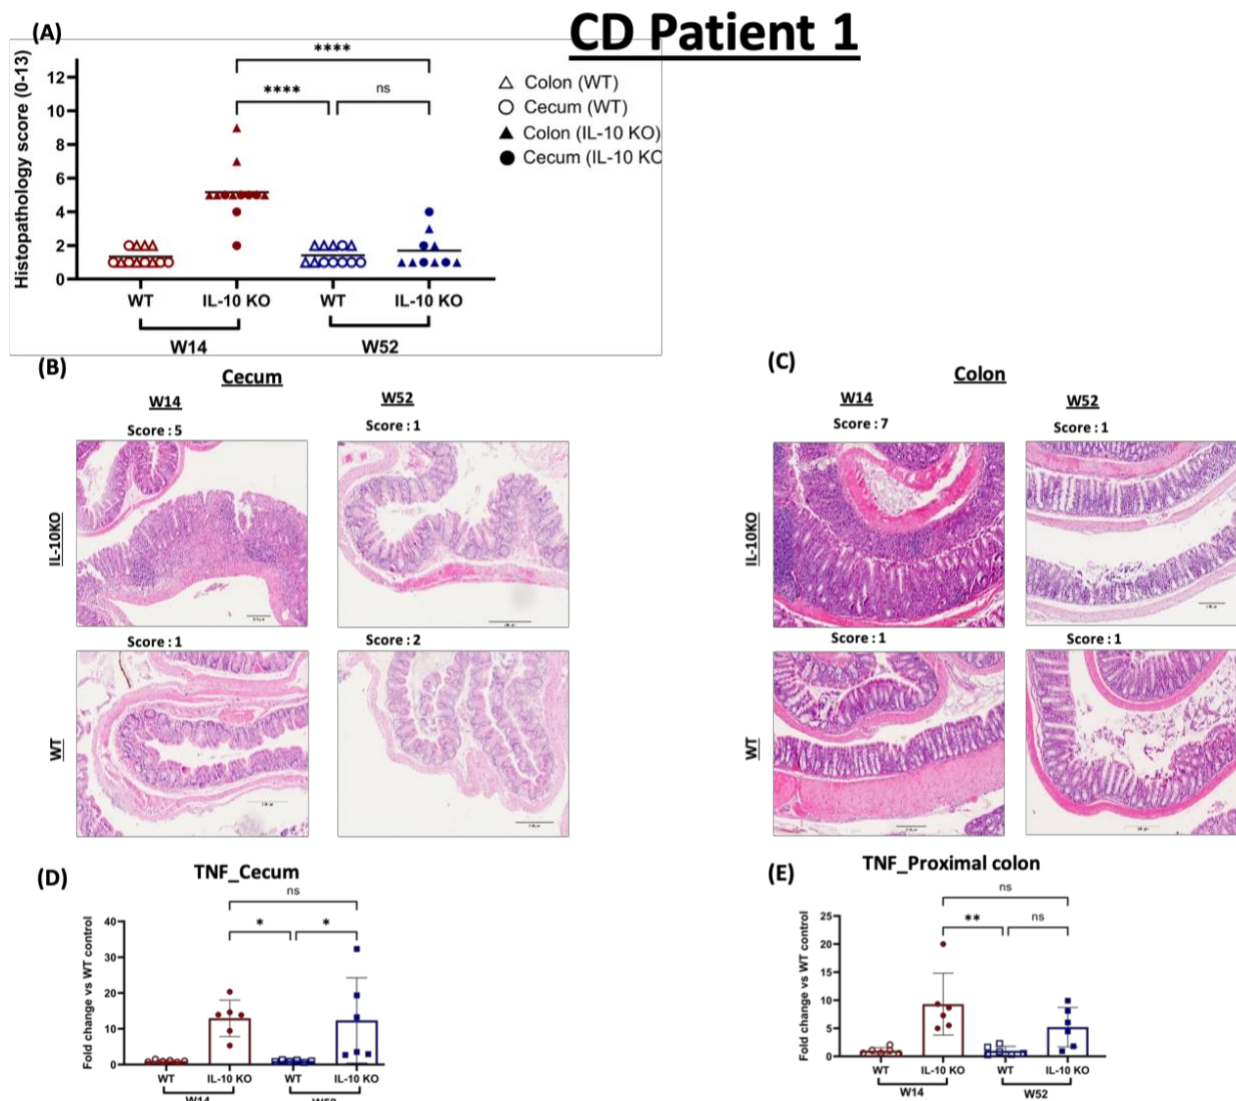 CD Patient 1
(A)
Histopathology score (0-13)
12
10
8
6
4
2
0
****
****
ns
Colon (WT)
Cecum (WT)
Colon (IL-10 KO)
Cecum (IL-10 KO
WT
IL-10 KO
WT
IL-10 KO
W14
W52
(B)
Cecum
W14
W52
Score : 5
Score : 1
IL-10KO
Score : 1
Score : 2
WT
(C)
Colon
W14
W52
Score : 7
Score : 1
IL-10KO
Score : 1
Score : 1
WT
(D)
TNF_Cecum
Fold change vs WT control
40
30
20
10
0
ns
*
*
WT
IL-10 KO
WT
IL-10 KO
W14
W52
(E)
TNF_Proximal colon
Fold change vs WT control
25
20
15
10
5
0
ns
**
ns
WT
IL-10 KO
WT
IL-10 KO
W14
W52